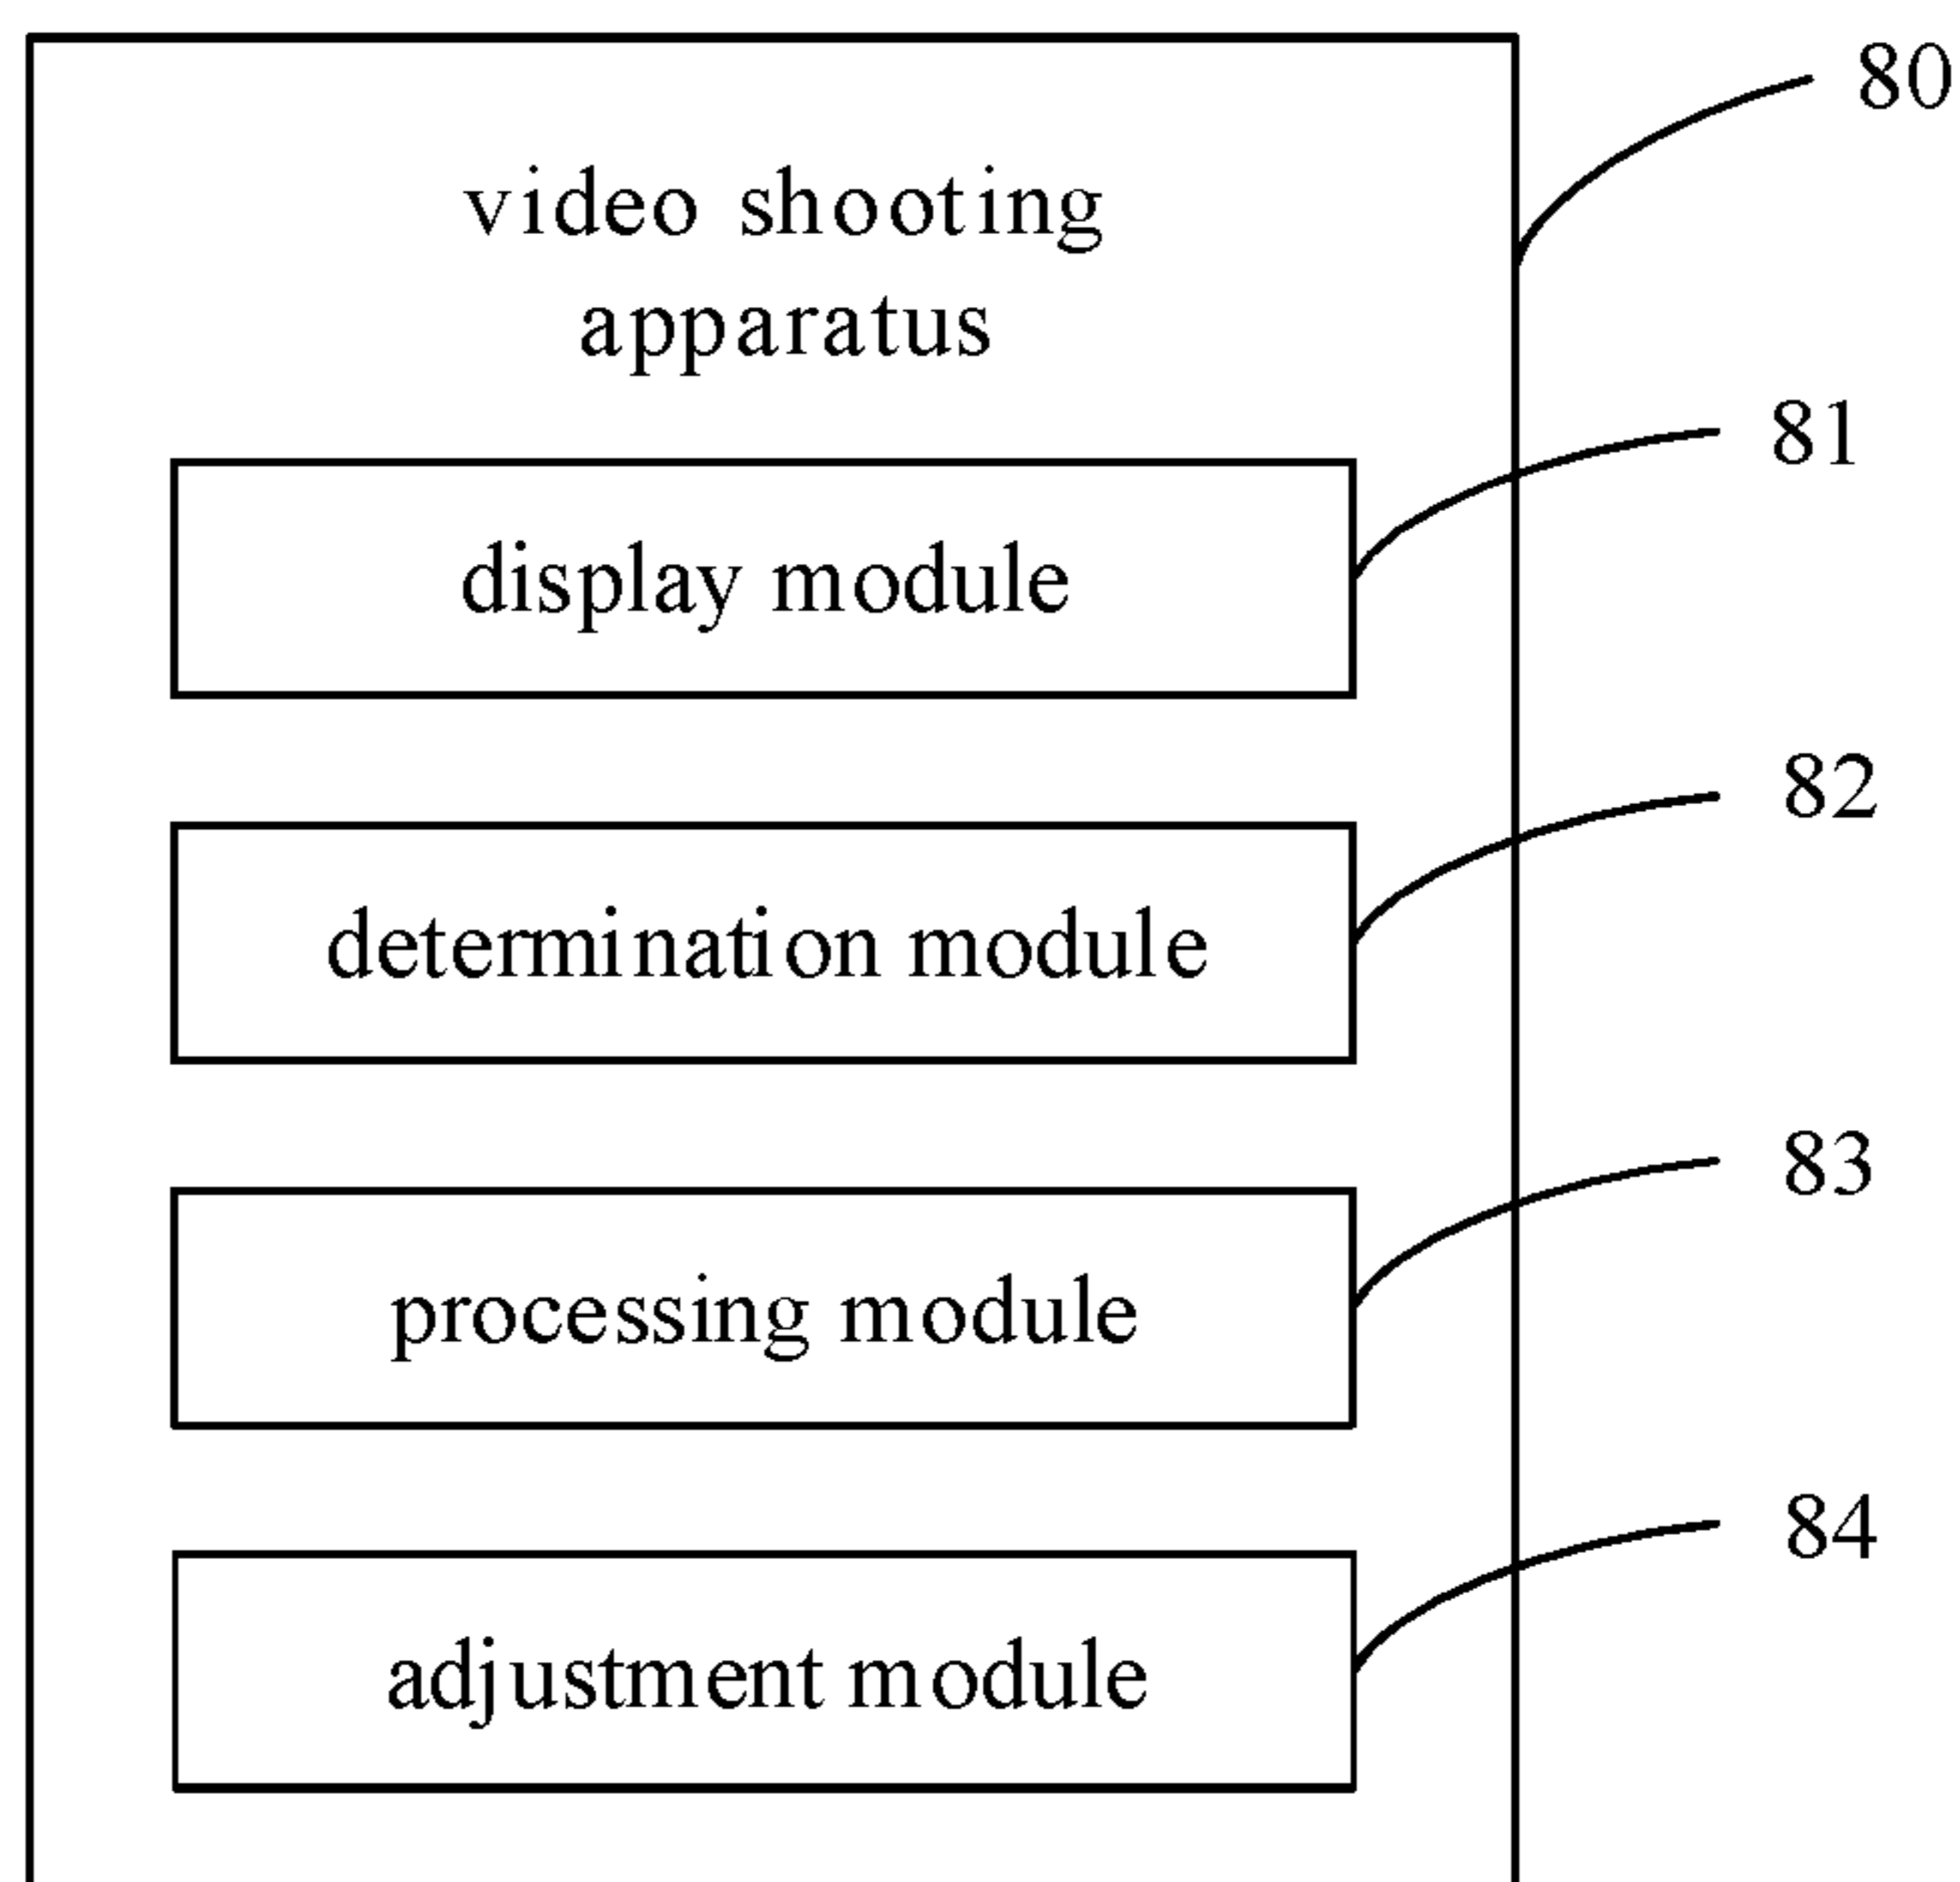 80
video shooting
apparatus
81
display module
82
determination module
83
processing module
84
adjustment module